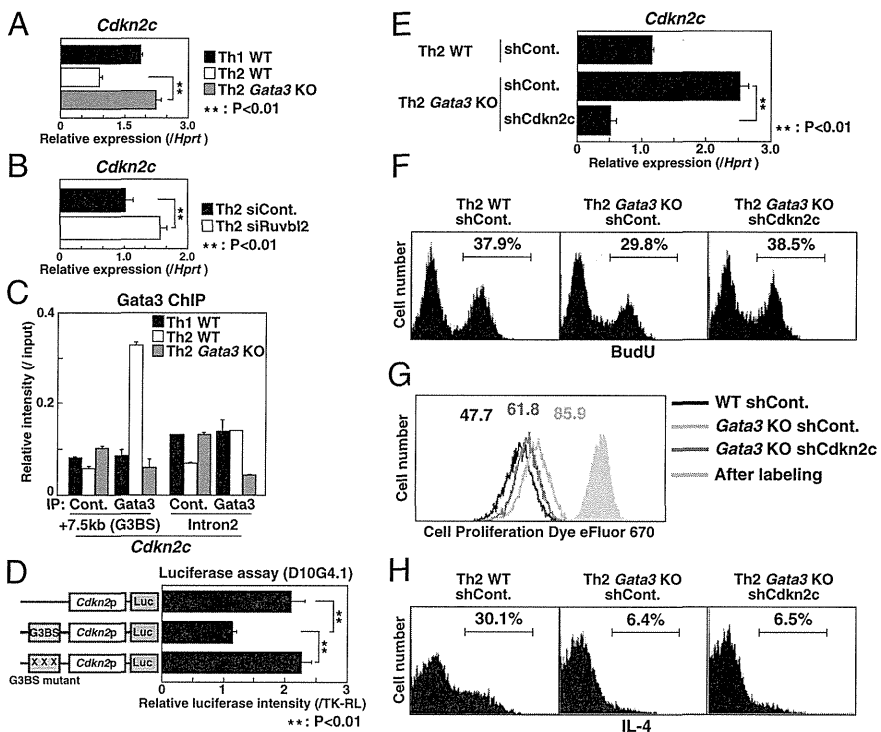 A
Cdkn2c
Th1 WT
Th2 WT
Th2 Gata3 KO
** : P<0.01
**
0 1.5 3.0
Relative expression (/Hprt)
B
Cdkn2c
Th2 siCont.
Th2 siRuvbl2
** : P<0.01
**
0 1.0 2.0
Relative expression (/Hprt)
C
Gata3 ChIP
Th1 WT
Th2 WT
Th2 Gata3 KO
Relative intensity (/ input)
0.4
0.2
0
IP: Cont. Gata3 Cont. Gata3
+7.5kb (G3BS) Intron2
Cdkn2c
D
Luciferase assay (D10G4.1)
Cdkn2p Luc
G3BS Cdkn2p Luc
X X X Cdkn2p Luc
G3BS mutant
**
**
0 1 2 3
Relative luciferase intensity (/TK-RL)
** : P<0.01
E
Cdkn2c
Th2 WT shCont.
Th2 Gata3 KO shCont.
shCdkn2c
**
** : P<0.01
0 1.0 2.0 3.0
Relative expression (/Hprt)
F
Th2 WT shCont.
Th2 Gata3 KO shCont.
Th2 Gata3 KO shCdkn2c
37.9% 29.8% 38.5%
Cell number
BudU
G
47.7 61.8 85.9
Cell number
Cell Proliferation Dye eFluor 670
WT shCont.
Gata3 KO shCont.
Gata3 KO shCdkn2c
After labeling
H
Th2 WT shCont.
Th2 Gata3 KO shCont.
Th2 Gata3 KO shCdkn2c
30.1% 6.4% 6.5%
Cell number
IL-4